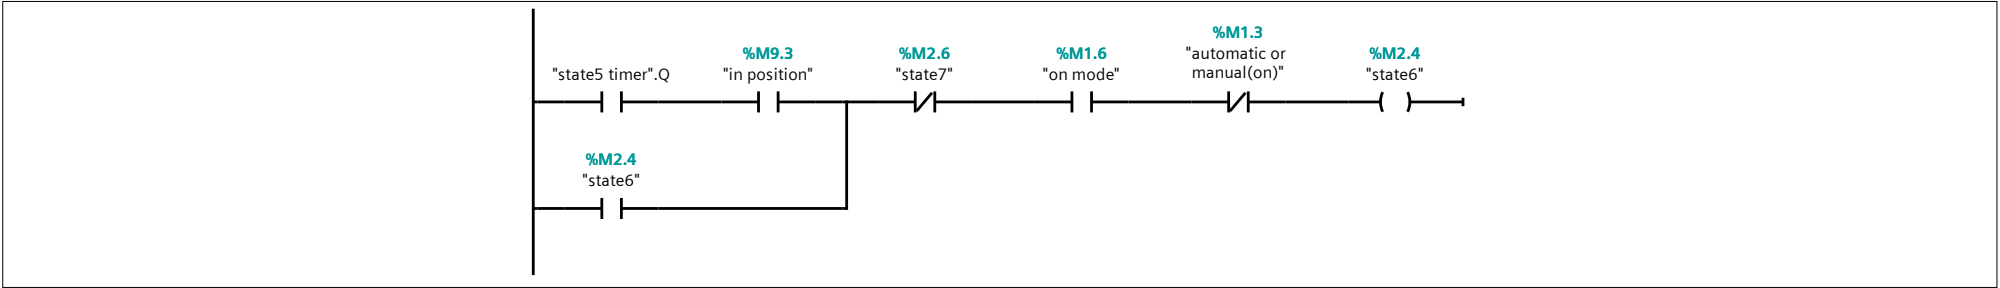 %M1.3
%M9.3
%M2.6
%M1.6
"automatic or
%M2.4
"state5 timer".Q
"in position"
"state7"
"on mode"
manual(on)"
"state6"
%M2.4
"state6"